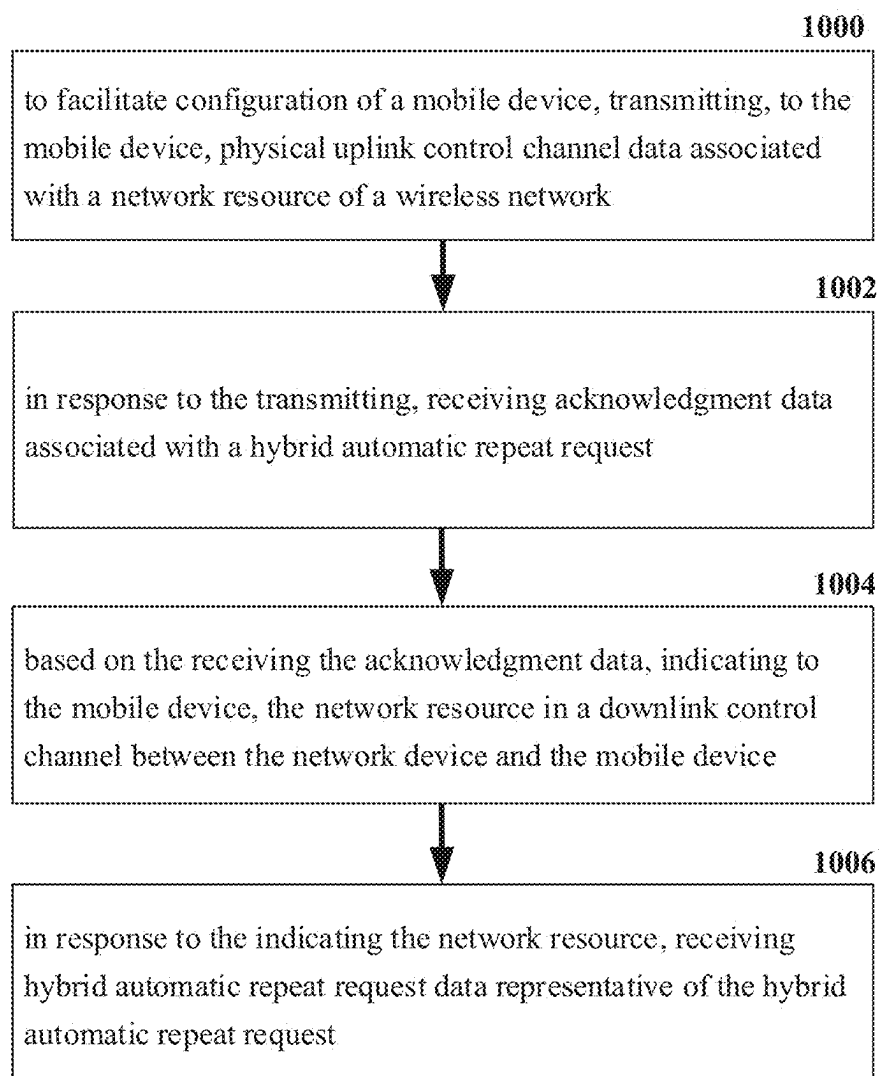 1000
to facilitate configuration of a mobile device, transmitting, to the
mobile device, physical uplink control channel data associated
with a network resource of a wireless network
1002
in response to the transmitting, receiving acknowledgment data
associated with a hybrid automatic repeat request
1004
based on the receiving the acknowledgment data, indicating to
the mobile device, the network resource in a downlink control
channel between the network device and the mobile device
1006
in response to the indicating the network resource, receiving
hybrid automatic repeat request data representative of the hybrid
automatic repeat request